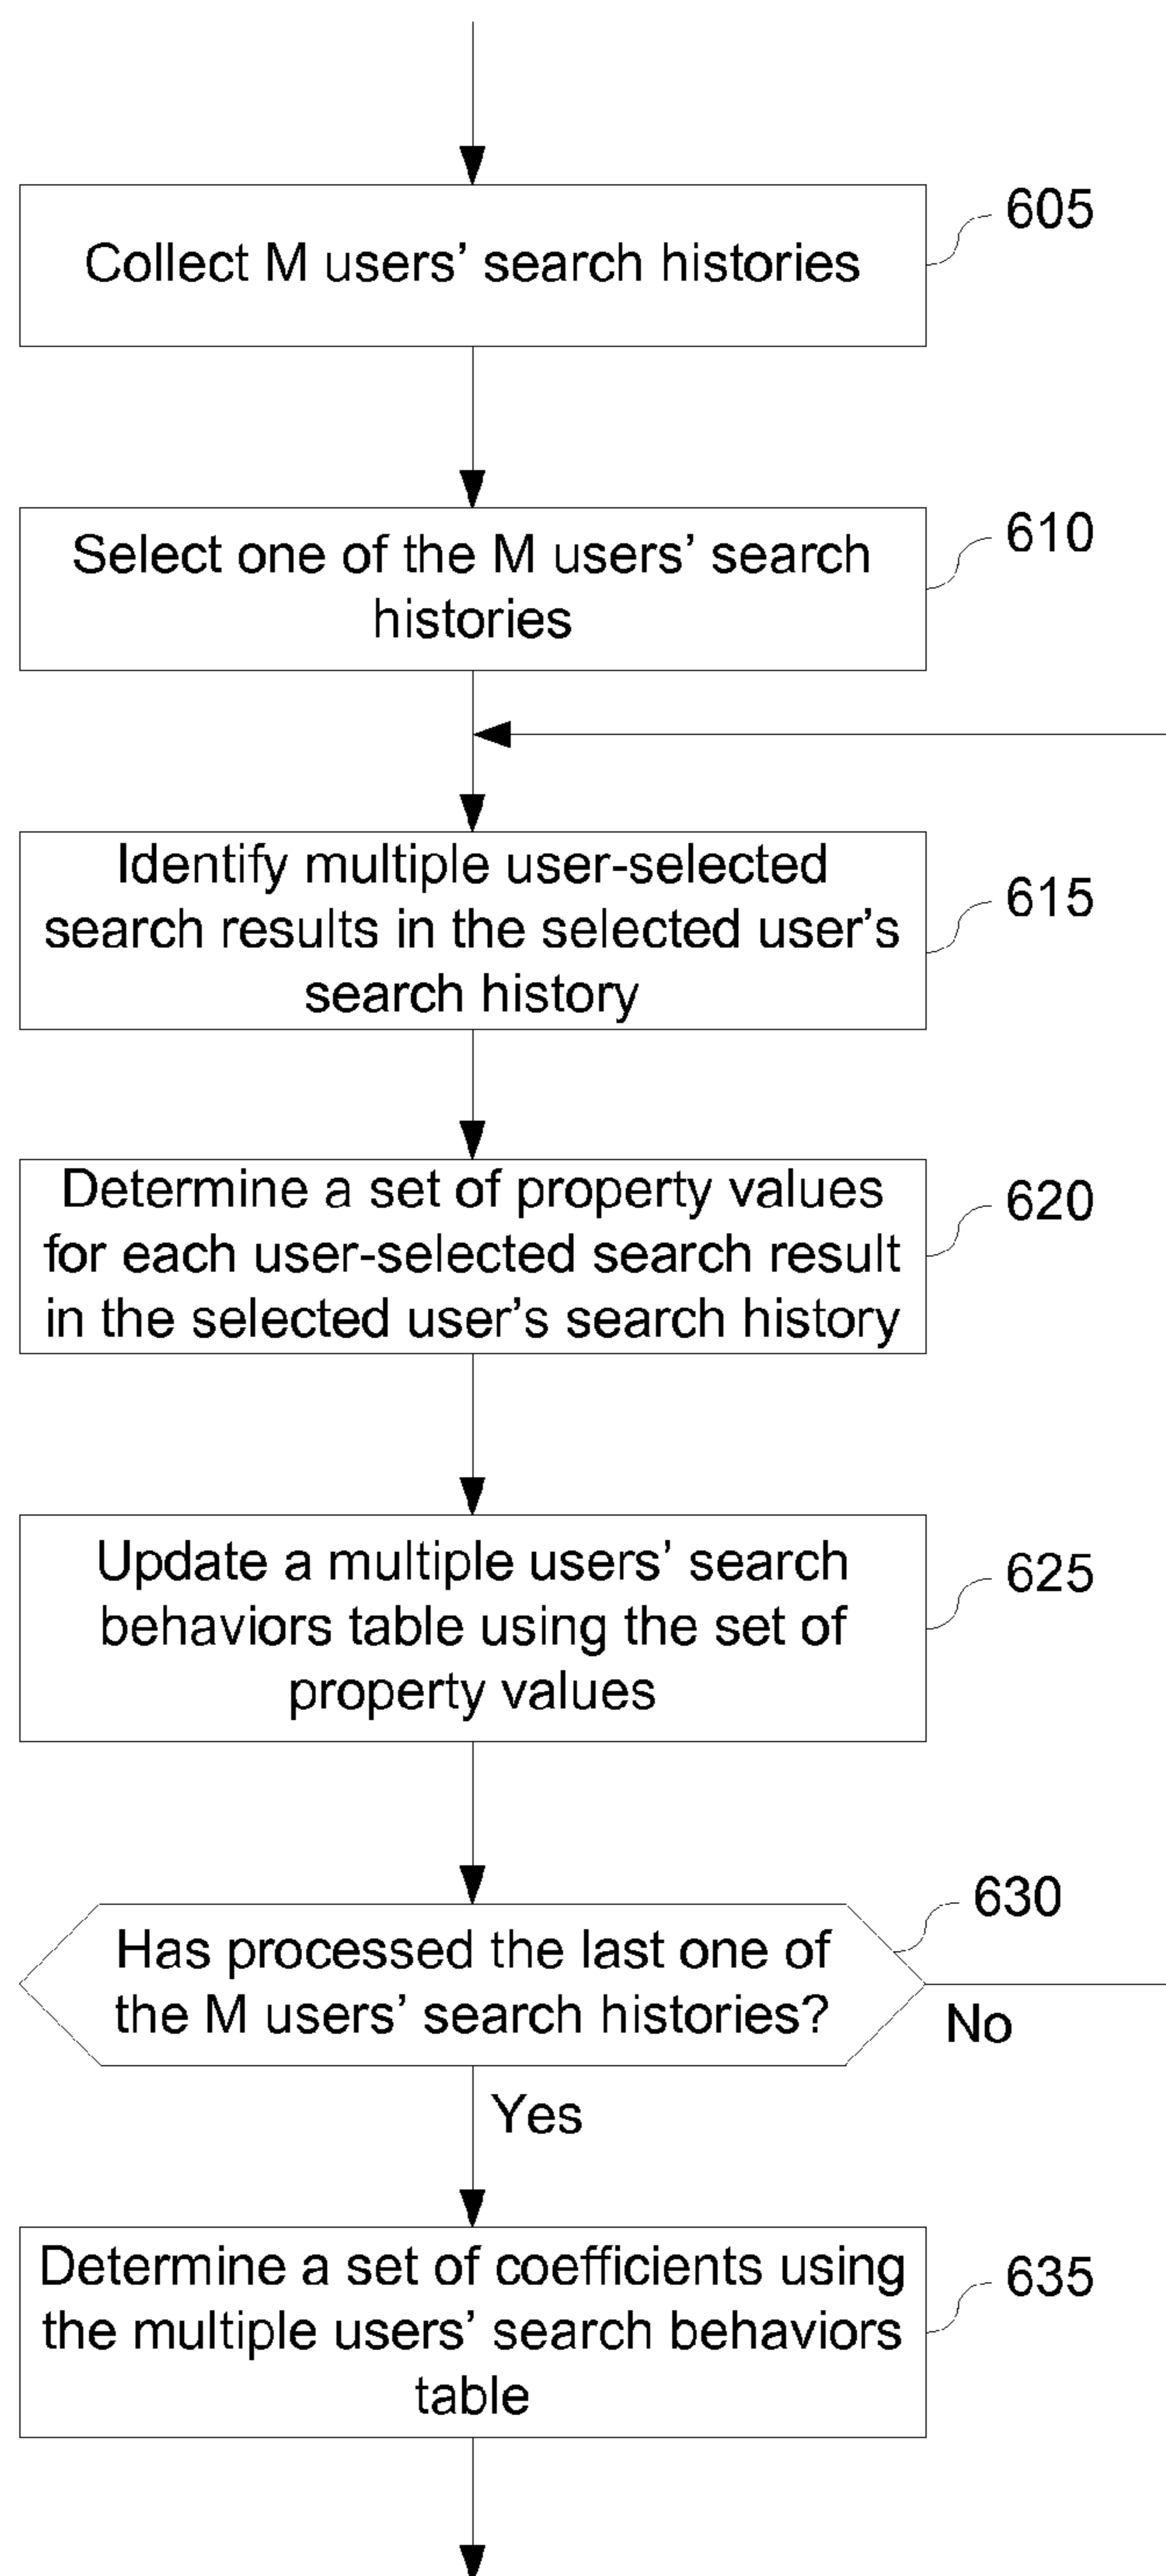 605
Collect M users’ search histories
610
Select one of the M users’ search
histories
Identify multiple user-selected
615
search results in the selected user’s
search history
Determine a set of property values
620
for each user-selected search result
in the selected user’s search history
Update a multiple users’ search
625
behaviors table using the set of
property values
630
Has processed the last one of
the M users’ search histories?
No
Yes
Determine a set of coefficients using
635
the multiple users’ search behaviors
table